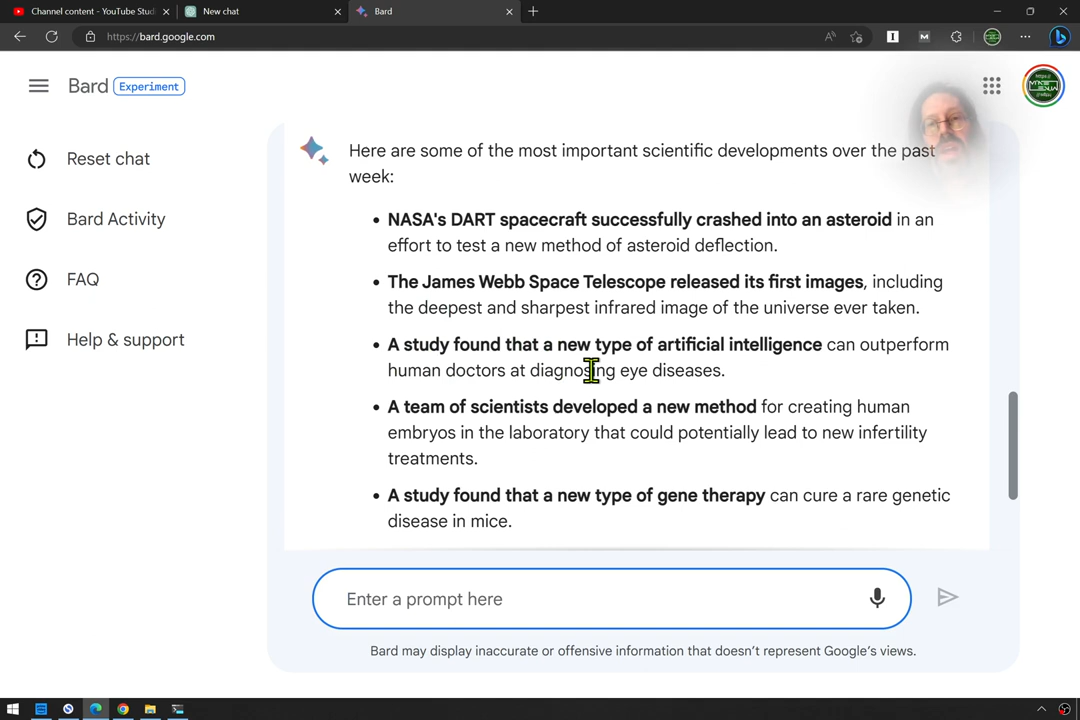 Channel content - YouTube Stud
New chat
Bard
https://bard.google.com
Bard Experiment
Reset chat
Bard Activity
FAQ
Help & support
Here are some of the most important scientific developments over the past
week:
• NASA's DART spacecraft successfully crashed into an asteroid in an
effort to test a new method of asteroid deflection.
• The James Webb Space Telescope released its first images, including
the deepest and sharpest infrared image of the universe ever taken.
• A study found that a new type of artificial intelligence can outperform
human doctors at diagnosing eye diseases.
• A team of scientists developed a new method for creating human
embryos in the laboratory that could potentially lead to new infertility
treatments.
• A study found that a new type of gene therapy can cure a rare genetic
disease in mice.
Enter a prompt here
Bard may display inaccurate or offensive information that doesn't represent Google's views.